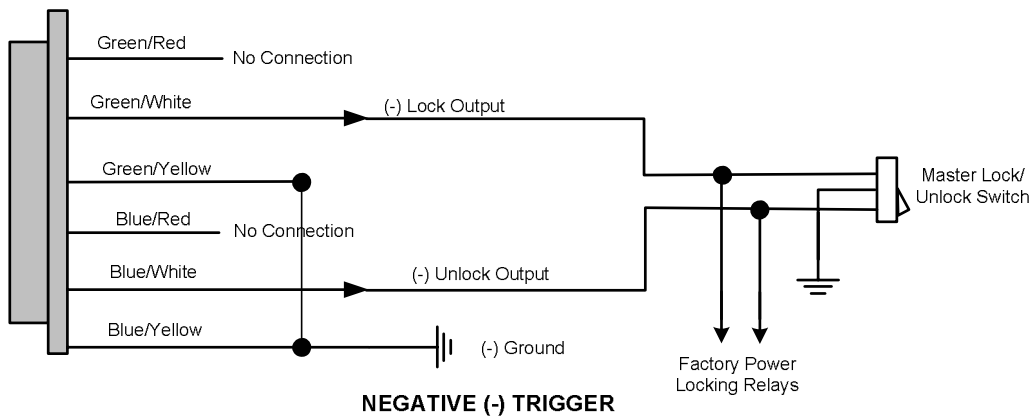 Green/Red
No Connection
Green/White
(-) Lock Output
Green/Yellow
Master Lock/
Unlock Switch
Blue/Red
No Connection
Blue/White
(-) Unlock Output
Blue/Yellow
(-) Ground
Factory Power
Locking Relays
NEGATIVE (-) TRIGGER